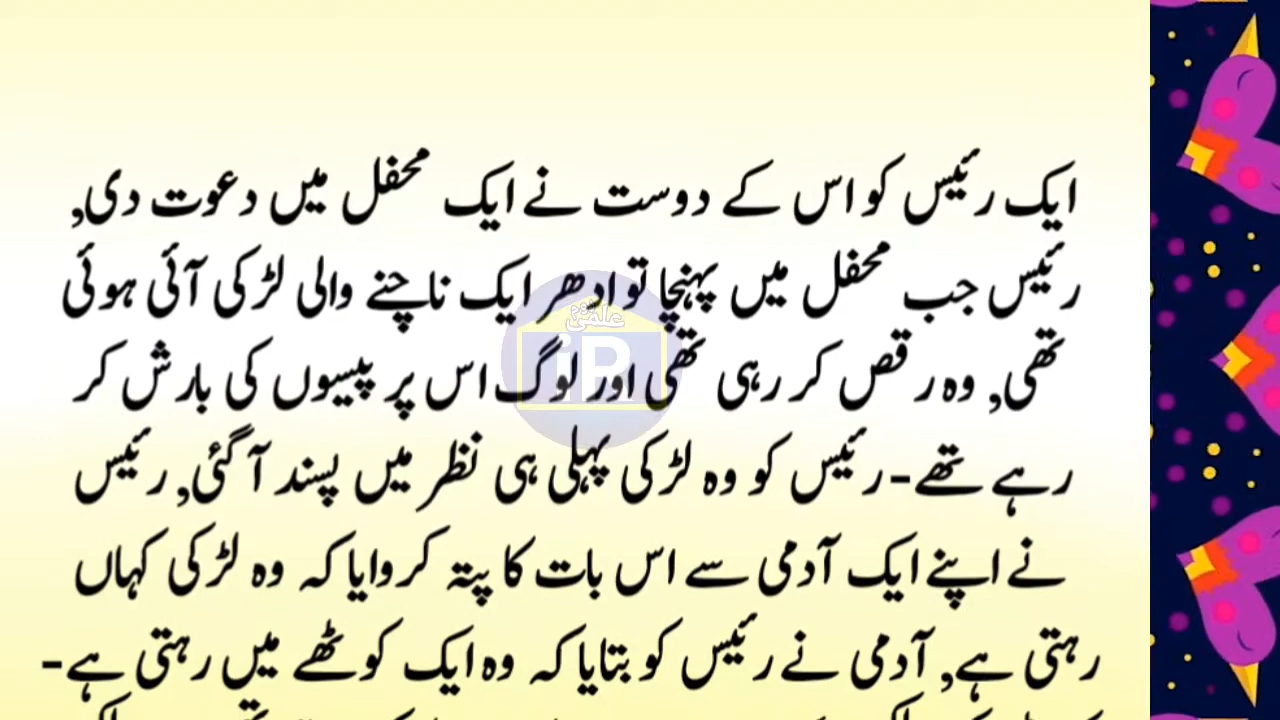 ایک رئیس کو اس کے دوست نے ایک محفل میں دعوت دی,
رئیس جب محفل میں پہنچا تو ادھر ایک ناچنے والی لڑکی آئی ہوئی
تھی, وہ رقص کر رہی تھی اور لوگ اس پر پیسیوں کی بارش کر
رہے تھے-رئیس کو وہ لڑکی پہلی ہی نظر میں پسند آ گئی, رئیس
نے اپنے ایک آدمی سے اس بات کا پتہ کروایا کہ وہ لڑکی کہاں
رہتی ہے, آدمی نے رئیس کو بتایا کہ وہ ایک کوٹھے میں رہتی ہے-
علمی
iP